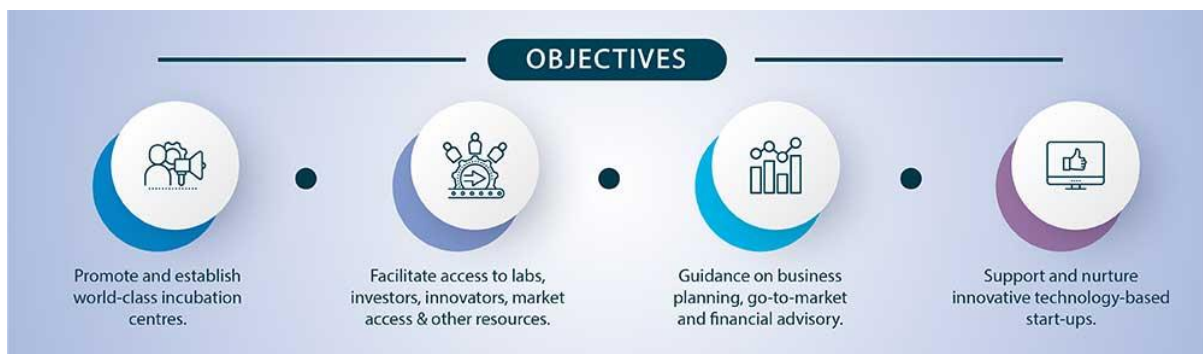 OBJECTIVES
Promote and establish
world-class incubation
centres.
Facilitate access to labs,
investors, innovators, market
access & other resources.
Guidance on business
planning, go-to-market
and financial advisory.
Support and nurture
innovative technology-based
start-ups.